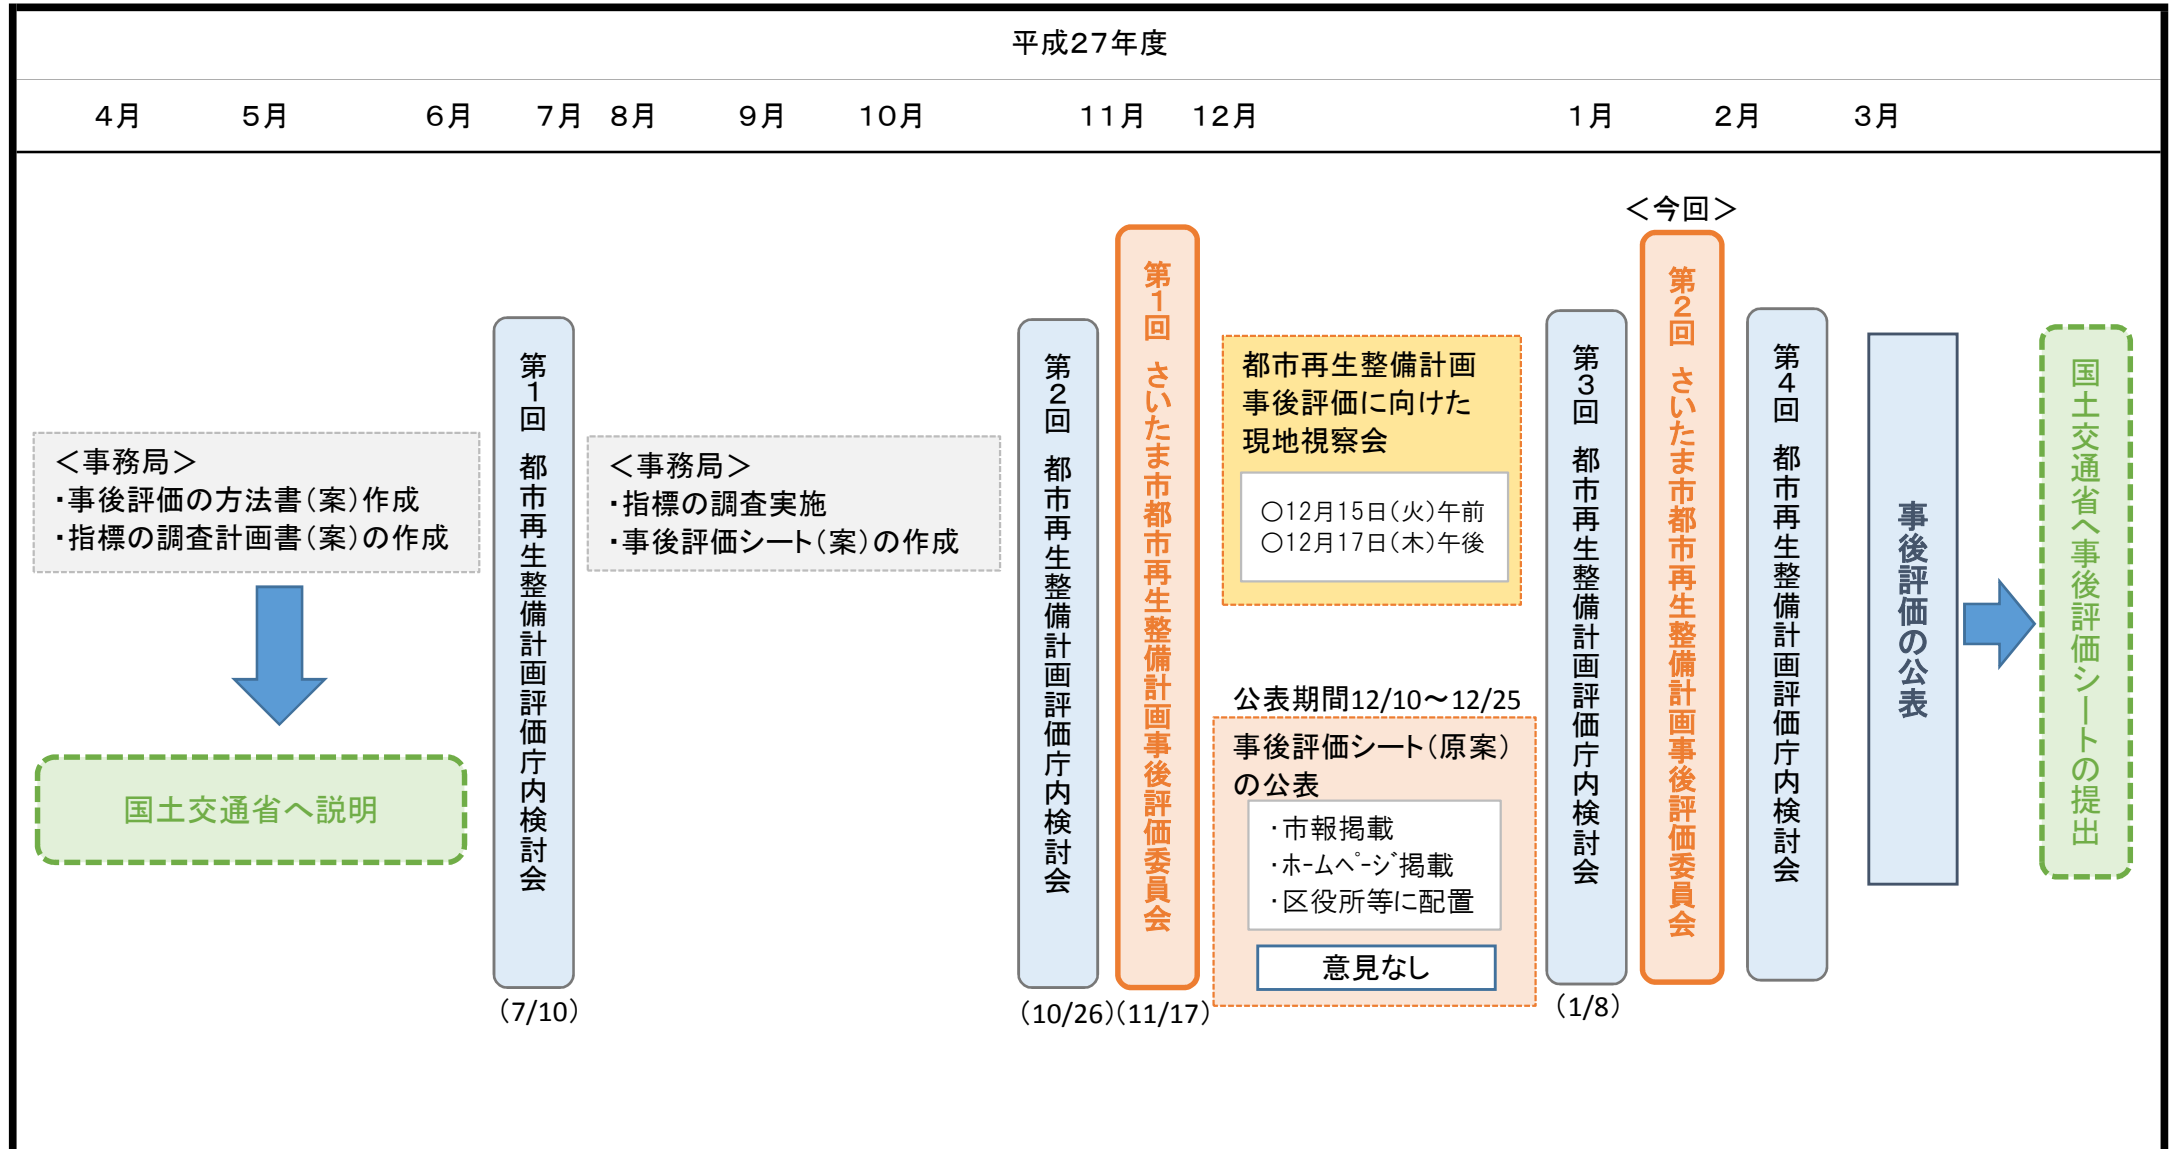 平成27年度
4月 5月 6月 7月 8月 9月 10月 11月 12月 1月 2月 3月
<事務局>
・事後評価の方法書(案)作成
・指標の調査計画書(案)の作成
国土交通省へ説明
第1回 都市再生整備計画評価庁内検討会
(7/10)
<事務局>
・指標の調査実施
・事後評価シート(案)の作成
第2回 都市再生整備計画評価庁内検討会
(10/26)
第1回 さいたま市都市再生整備計画事後評価委員会
(11/17)
都市再生整備計画
事後評価に向けた
現地視察会
○12月15日(火)午前
○12月17日(木)午後
公表期間12/10~12/25
事後評価シート(原案)
の公表
・市報掲載
・ホームページ掲載
・区役所等に配置
意見なし
第3回 都市再生整備計画評価庁内検討会
(1/8)
<今回>
第2回 さいたま市都市再生整備計画事後評価委員会
第4回 都市再生整備計画評価庁内検討会
事後評価の公表
国土交通省へ事後評価シートの提出